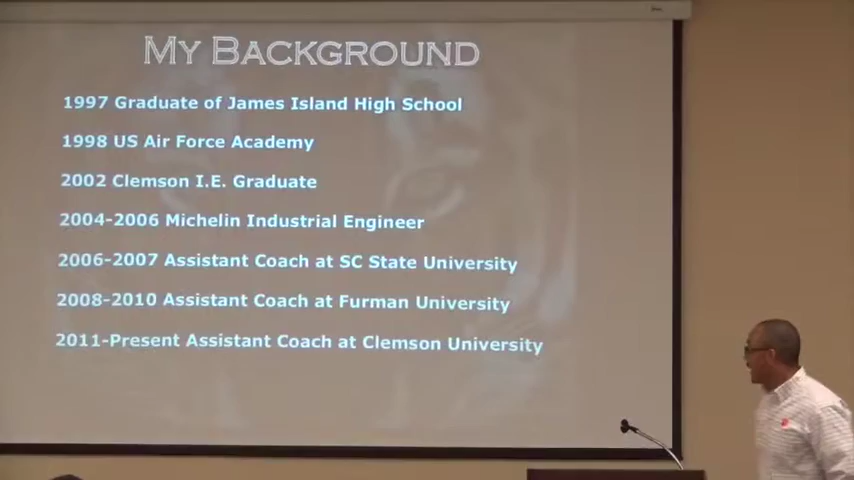 My Background
1997 Graduate of James Island High School
1998 US Air Force Academy
2002 Clemson I.E. Graduate
2004-2006 Michelin Industrial Engineer
2006-2007 Assistant Coach at SC State University
2008-2010 Assistant Coach at Furman University
2011-Present Assistant Coach at Clemson University